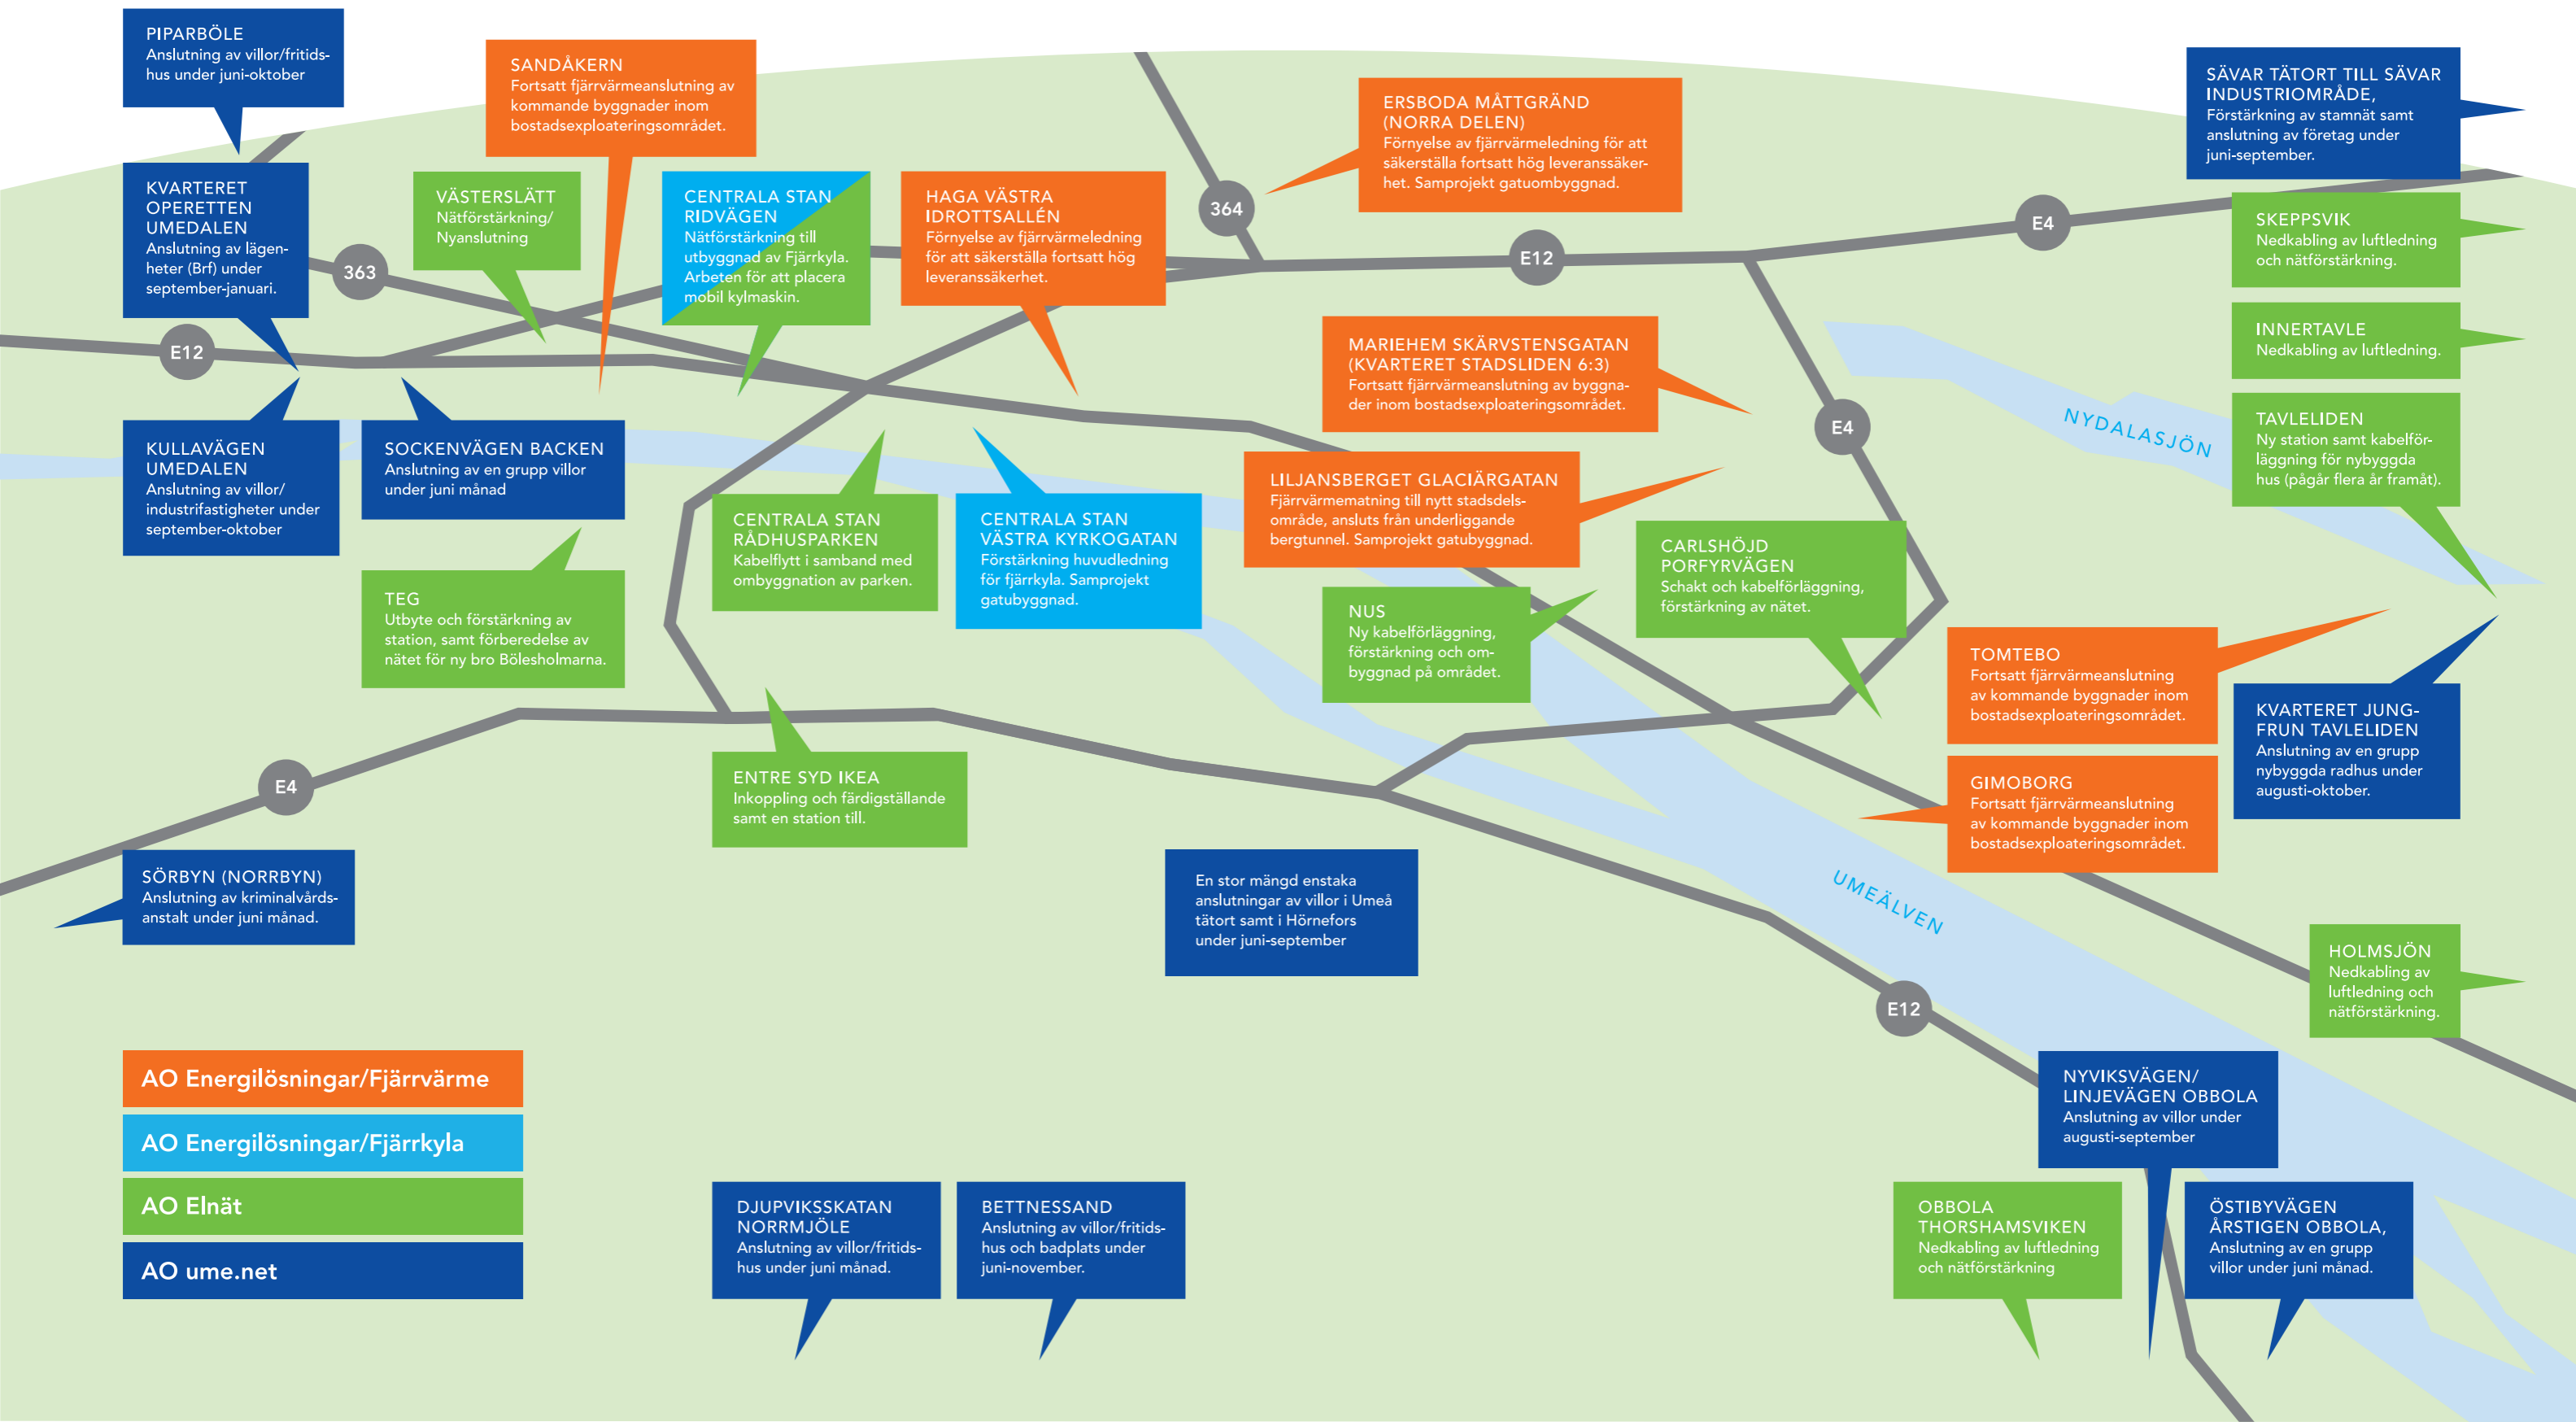 PIPARBÖLE
Anslutning av villor/fritids-
hus under juni-oktober
SANDÅKERN
Fortsatt fjärrvärmeanslutning av
kommande byggnader inom
bostadsexploateringsområdet.
ERSBODA MÅTTGRÄND
(NORRA DELEN)
Förnyelse av fjärrvärmeledning för att
säkerställa fortsatt hög leveranssäker-
het. Samprojekt gatuombyggnad.
SÄVAR TÄTORT TILL SÄVAR
INDUSTRIOMRÅDE,
Förstärkning av stamnät samt
anslutning av företag under
juni-september.
KVARTERET
OPERETTEN
UMEDALEN
Anslutning av lägen-
heter (Brf) under
september-januari.
VÄSTERSLÄTT
Nätförstärkning/
Nyanslutning
CENTRALA STAN
RIDVÄGEN
Nätförstärkning till
utbyggnad av Fjärrkyla.
Arbeten för att placera
mobil kylmaskin.
HAGA VÄSTRA
IDROTTSALLÉN
Förnyelse av fjärrvärmeledning
för att säkerställa fortsatt hög
leveranssäkerhet.
364
E4
E12
363
E12
SKEPPSVIK
Nedkabling av luftledning
och nätförstärkning.
INNERTAVLE
Nedkabling av luftledning.
MARIEHEM SKÄRVSTENSGATAN
(KVARTERET STADSLIDEN 6:3)
Fortsatt fjärrvärmeanslutning av byggna-
der inom bostadsexploateringsområdet.
E4
NYDALASJÖN
TAVLELIDEN
Ny station samt kabelför-
läggning för nybyggda
hus (pågår flera år framåt).
KULLAVÄGEN
UMEDALEN
Anslutning av villor/
industrifastigheter under
september-oktober
SOCKENVÄGEN BACKEN
Anslutning av en grupp villor
under juni månad
CENTRALA STAN
RÅDHUSPARKEN
Kabelflytt i samband med
ombyggnation av parken.
CENTRALA STAN
VÄSTRA KYRKOGATAN
Förstärkning huvudledning
för fjärrkyla. Samprojekt
gatubyggnad.
LILJANSBERGET GLACIÄRGATAN
Fjärrvärmematning till nytt stadsdels-
område, ansluts från underliggande
bergtunnel. Samprojekt gatubyggnad.
CARLSHÖJD
PORFYRVÄGEN
Schakt och kabelförläggning,
förstärkning av nätet.
TEG
Utbyte och förstärkning av
station, samt förberedelse av
nätet för ny bro Bölesholmarna.
NUS
Ny kabelförläggning,
förstärkning och om-
byggnad på området.
TOMTEBO
Fortsatt fjärrvärmeanslutning
av kommande byggnader inom
bostadsexploateringsområdet.
KVARTERET JUNG-
FRUN TAVLELIDEN
Anslutning av en grupp
nybyggda radhus under
augusti-oktober.
E4
ENTRE SYD IKEA
Inkoppling och färdigställande
samt en station till.
GIMOBORG
Fortsatt fjärrvärmeanslutning
av kommande byggnader inom
bostadsexploateringsområdet.
SÖRBYN (NORRBYN)
Anslutning av kriminalvårds-
anstalt under juni månad.
En stor mängd enstaka
anslutningar av villor i Umeå
tätort samt i Hörnefors
under juni-september
UMEÄLVEN
HOLMSJÖN
Nedkabling av
luftledning och
nätförstärkning.
E12
AO Energilösningar/Fjärrvärme
AO Energilösningar/Fjärrkyla
AO Elnät
AO ume.net
NYVIKSVÄGEN/
LINJEVÄGEN OBBOLA
Anslutning av villor under
augusti-september
DJUPVIKSSKATAN
NORRMJÖLE
Anslutning av villor/fritids-
hus under juni månad.
BETTNESSAND
Anslutning av villor/fritids-
hus och badplats under
juni-november.
OBBOLA
THORSHAMSVIKEN
Nedkabling av luftledning
och nätförstärkning
ÖSTIBYVÄGEN
ÅRSTIGEN OBBOLA,
Anslutning av en grupp
villor under juni månad.